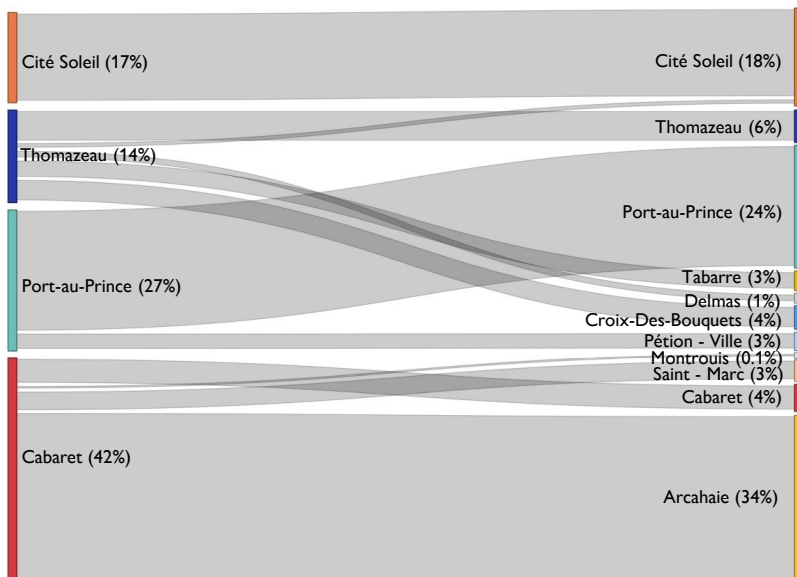 Cité Soleil (17%)
Cité Soleil (18%)
Thomazeau (14%)
Thomazeau (6%)
Port-au-Prince (24%)
Port-au-Prince (27%)
Tabarre (3%)
Delmas (1%)
Croix-Des-Bouquets (4%)
Pétion - Ville (3%)
Montrouis (0.1%)
Saint - Marc (3%)
Cabaret (4%)
Cabaret (42%)
Arcahaie (34%)